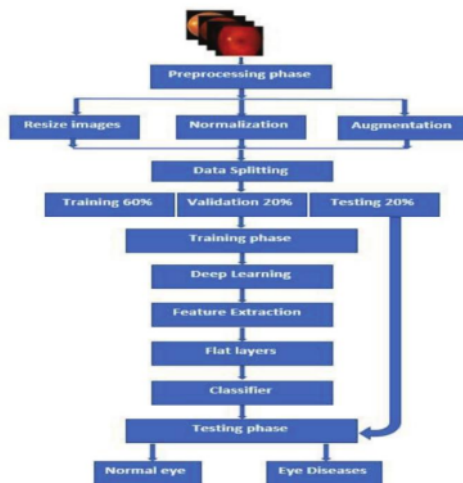 Preprocessing phase
Resize images
Normalization
Augmentation
Data Splitting
Training 60%
Validation 20%
Testing 20%
Training phase
Deep Learning
Feature Extraction
Flat layers
Classifier
Testing phase
Normal eye
Eye Diseases